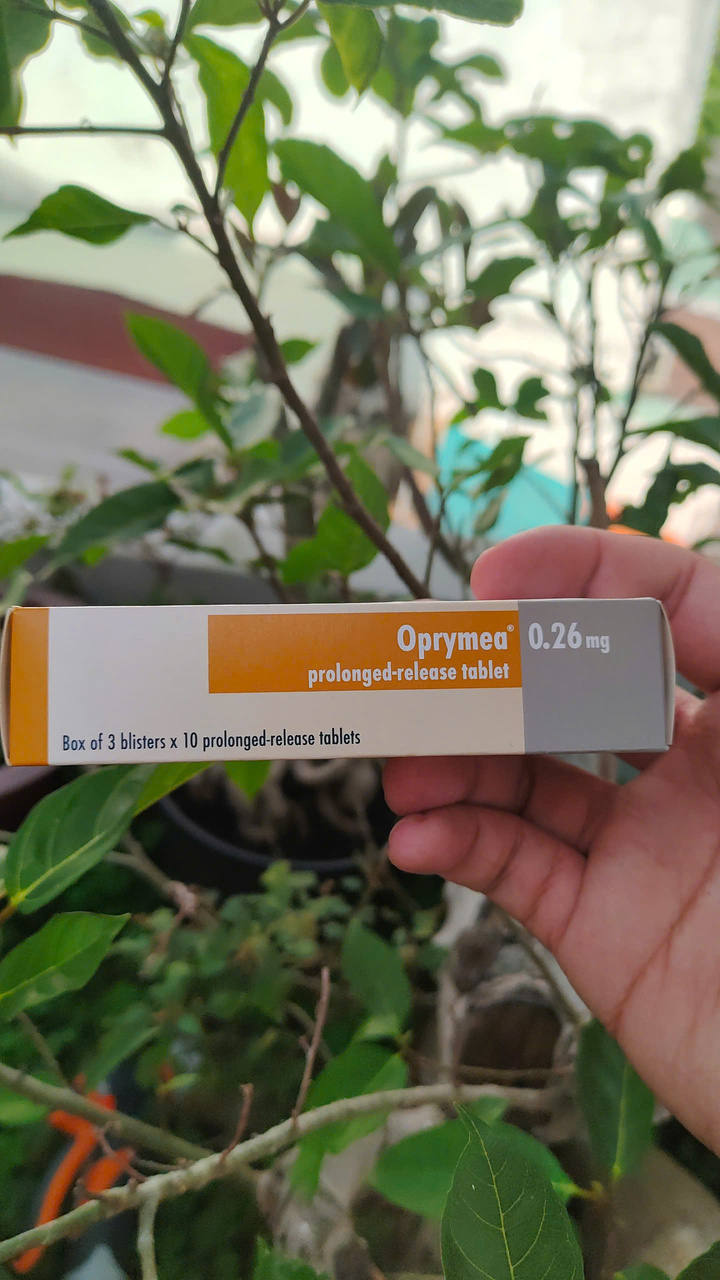 Oprymea® 0.26 mg
prolonged-release tablet
Box of 3 blisters x 10 prolonged-release tablets